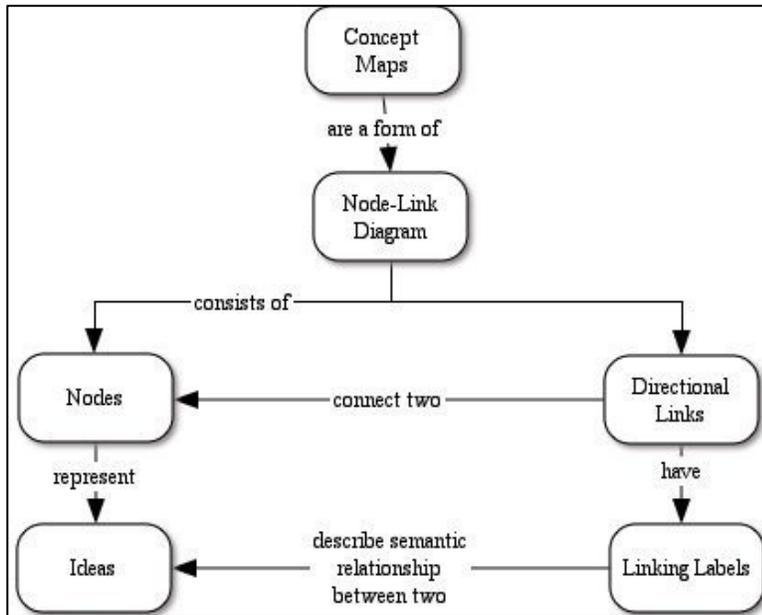 Concept
Maps
are a form of
Node-Link
Diagram
consists of
Nodes
connect two
Directional
Links
represent
have
Ideas
describe semantic
relationship
between two
Linking Labels